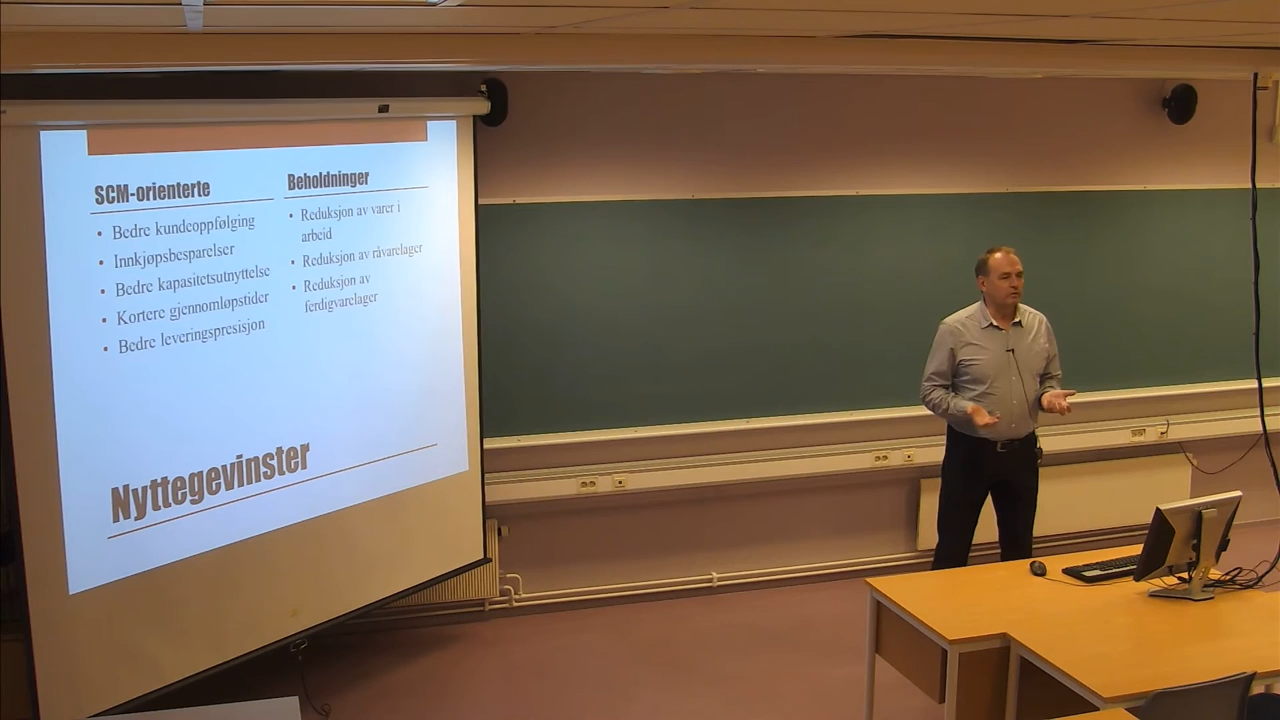 SCM-orienterte
• Bedre kundeoppfølging
• Innkjøpsbesparelser
• Bedre kapasitetsutnyttelse
• Kortere gjennomløpstider
• Bedre leveringspresisjon
Beholdninger
• Reduksjon av varer i
arbeid
• Reduksjon av råvarelager
• Reduksjon av
ferdigvarelager
Nyttegevinster